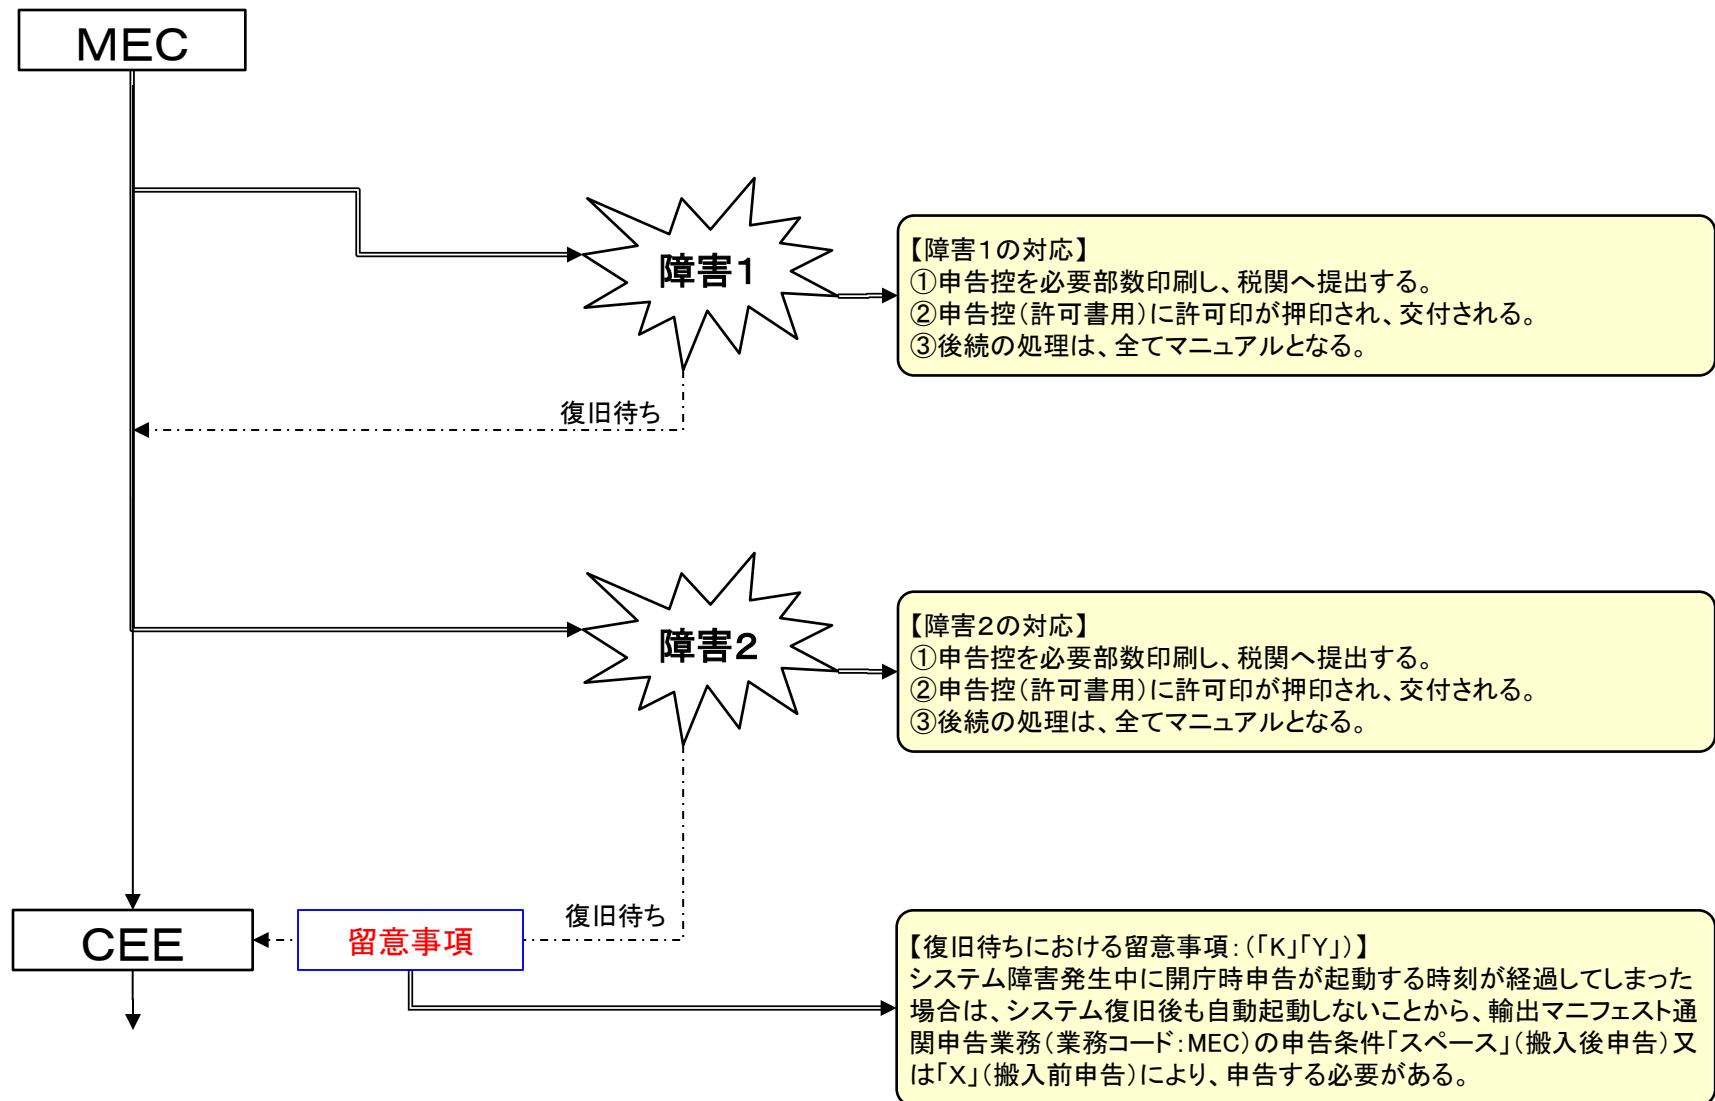 ＭＥＣ
障害１
【障害１の対応】
①申告控を必要部数印刷し、税関へ提出する。
②申告控（許可書用）に許可印が押印され、交付される。
③後続の処理は、全てマニュアルとなる。
復旧待ち
障害２
【障害２の対応】
①申告控を必要部数印刷し、税関へ提出する。
②申告控（許可書用）に許可印が押印され、交付される。
③後続の処理は、全てマニュアルとなる。
復旧待ち
ＣＥＥ
留意事項
【復旧待ちにおける留意事項：（「Ｋ」「Ｙ」）】
システム障害発生中に開庁時申告が起動する時刻が経過してしまった
場合は、システム復旧後も自動起動しないことから、輸出マニフェスト通
関申告業務（業務コード：ＭＥＣ）の申告条件「スペース」（搬入後申告）又
は「Ｘ」（搬入前申告）により、申告する必要がある。